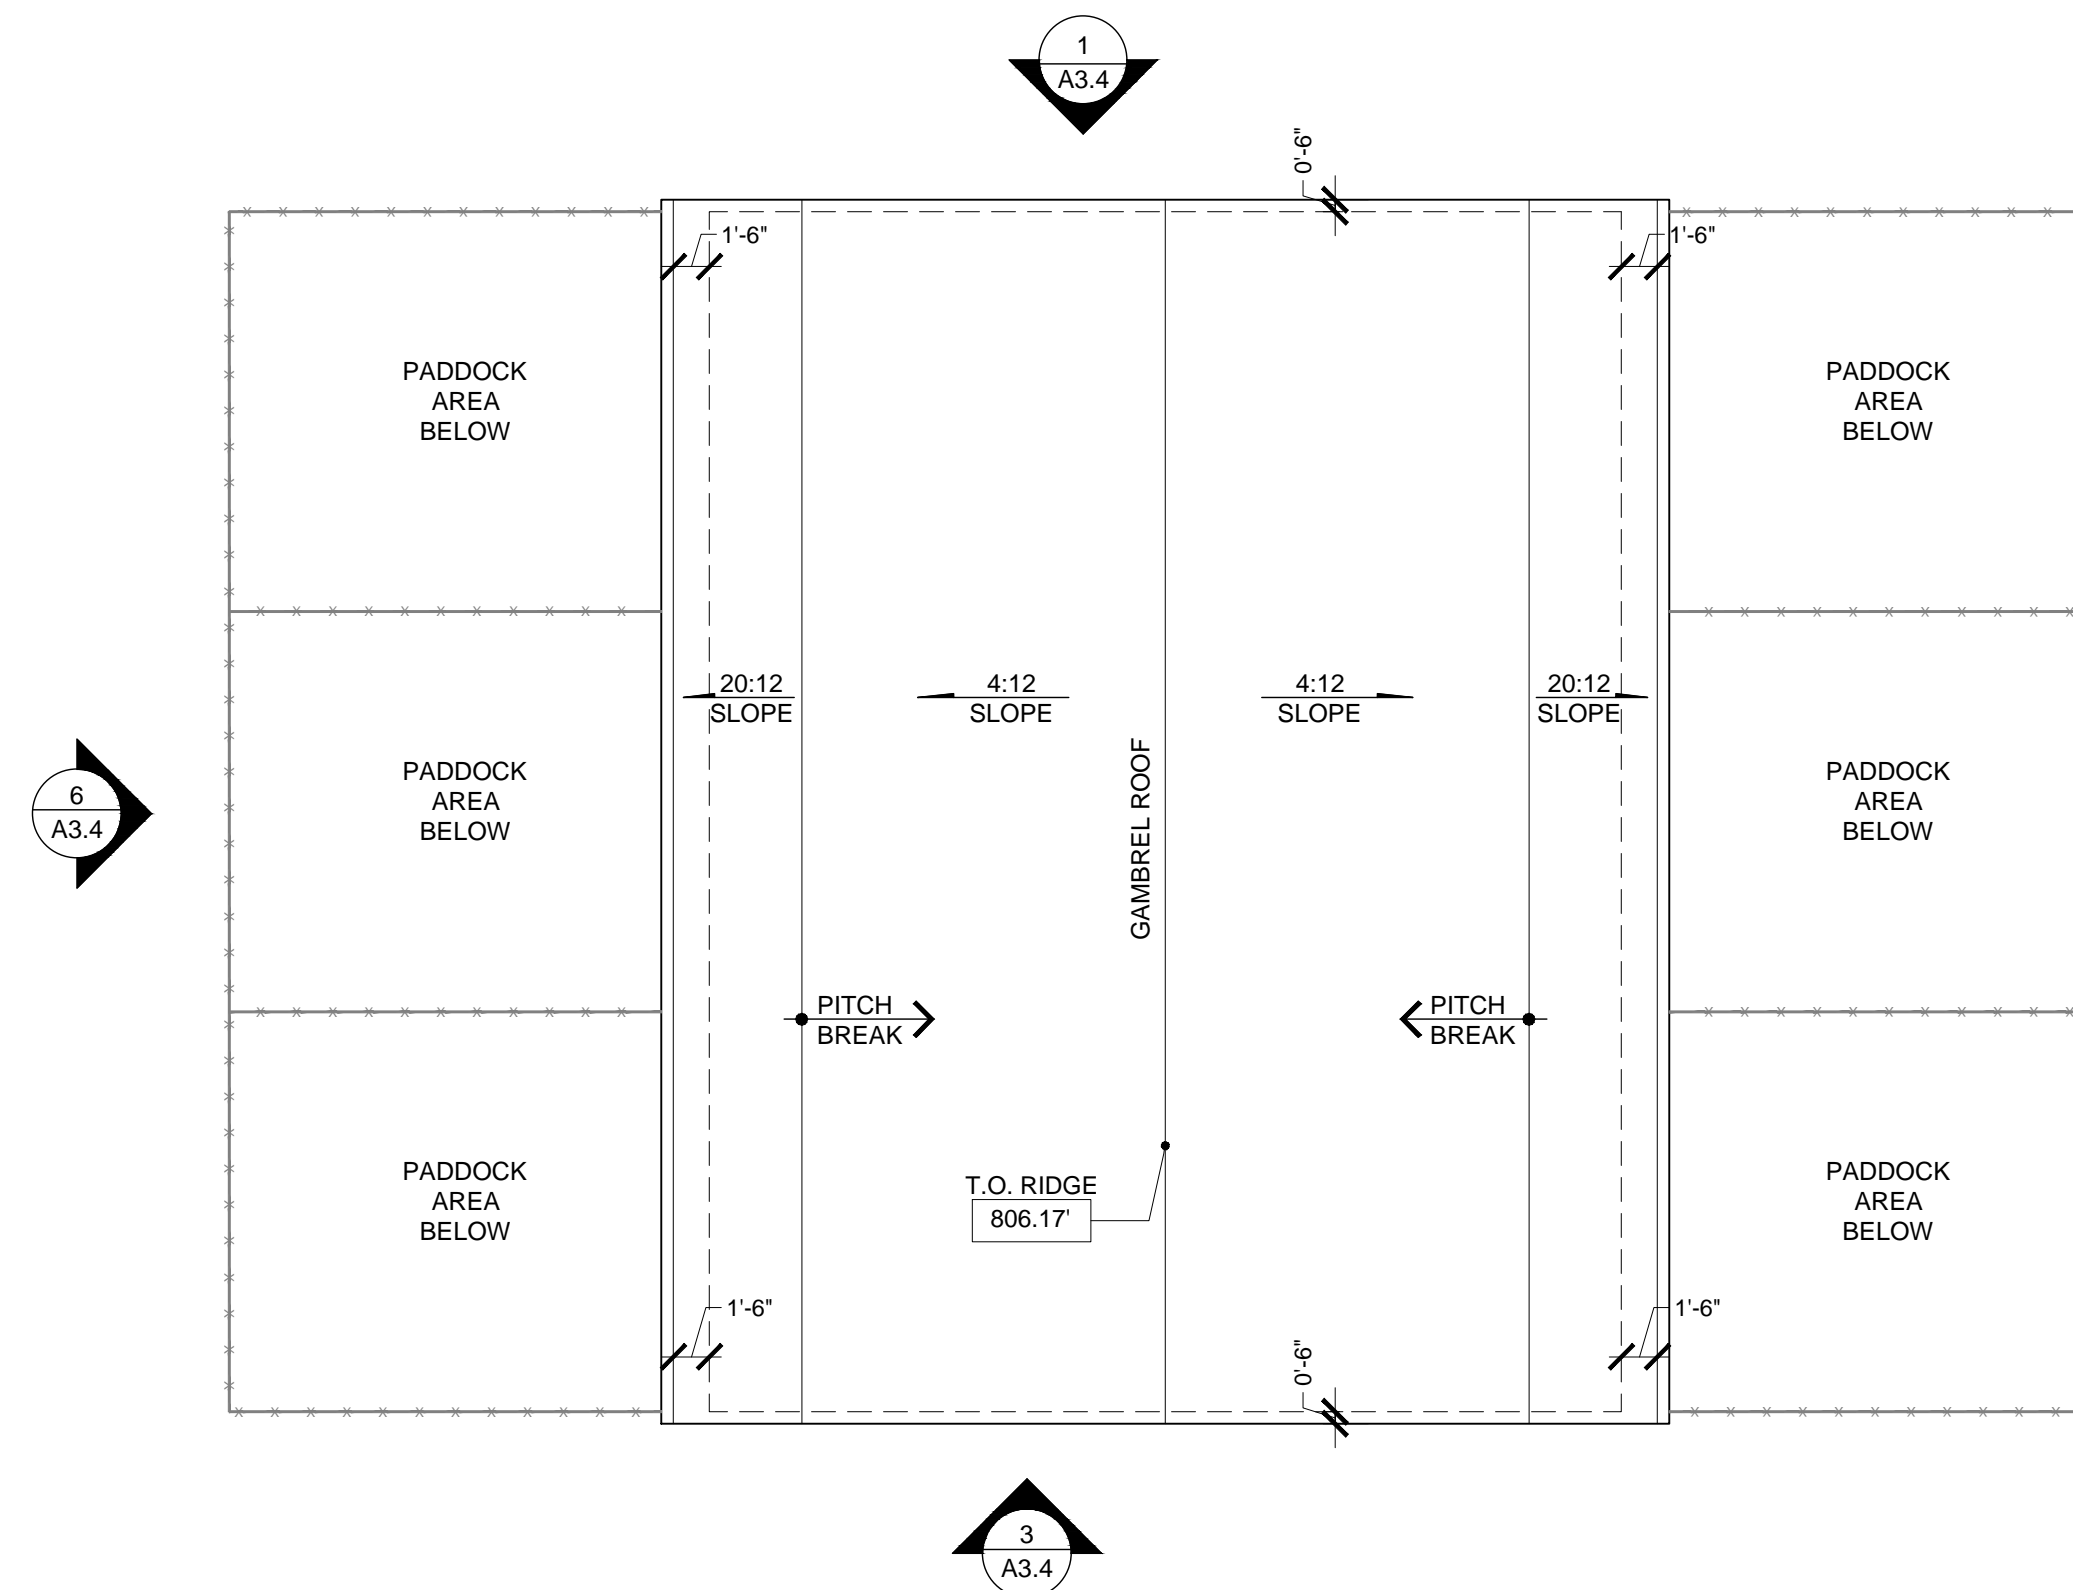 1
A3.4
0'-6"
1'-6"
1'-6"
PADDOCK
AREA
BELOW
PADDOCK
AREA
BELOW
20:12
SLOPE
4:12
SLOPE
4:12
SLOPE
20:12
SLOPE
GAMBREL ROOF
6
A3.4
PADDOCK
AREA
BELOW
PADDOCK
AREA
BELOW
PITCH
BREAK
PITCH
BREAK
PADDOCK
AREA
BELOW
T.O. RIDGE
806.17'
PADDOCK
AREA
BELOW
1'-6"
0'-6"
1'-6"
3
A3.4